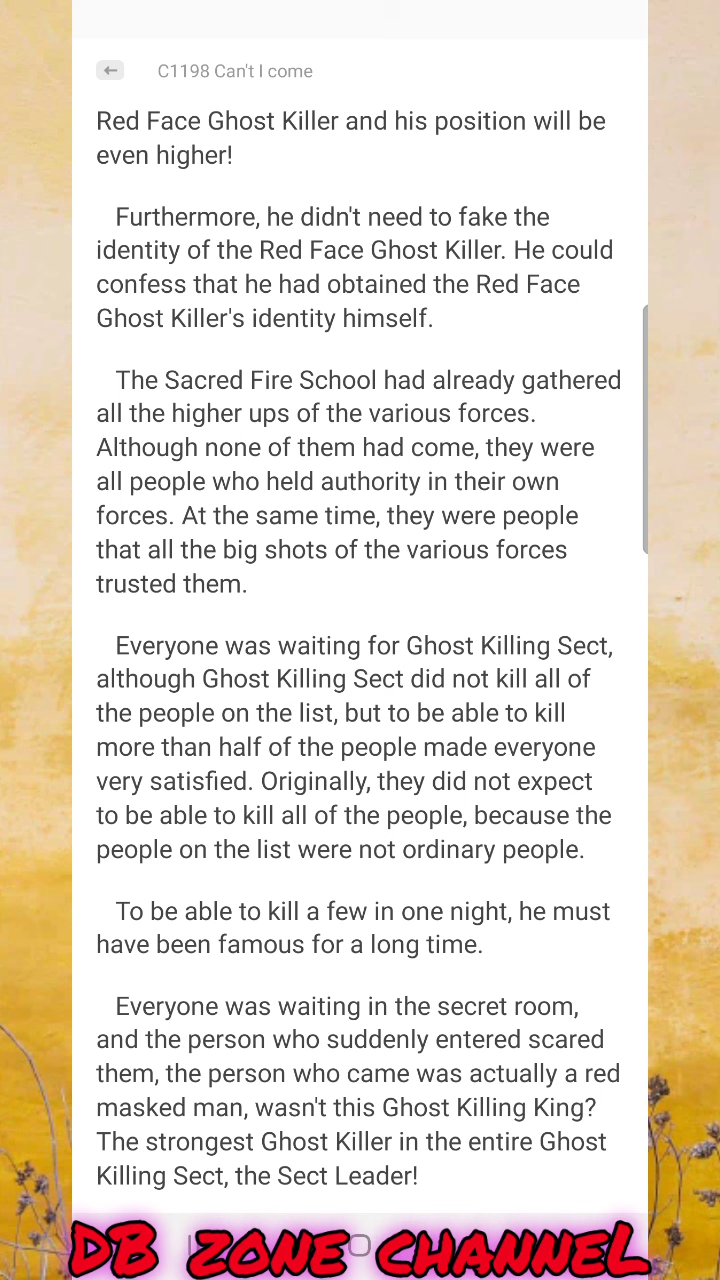 C1198 Can't I come
Red Face Ghost Killer and his position will be
even higher!
Furthermore, he didn't need to fake the
identity of the Red Face Ghost Killer. He could
confess that he had obtained the Red Face
Ghost Killer's identity himself.
The Sacred Fire School had already gathered
all the higher ups of the various forces.
Although none of them had come, they were
all people who held authority in their own
forces. At the same time, they were people
that all the big shots of the various forces
trusted them.
Everyone was waiting for Ghost Killing Sect,
although Ghost Killing Sect did not kill all of
the people on the list, but to be able to kill
more than half of the people made everyone
very satisfied. Originally, they did not expect
to be able to kill all of the people, because the
people on the list were not ordinary people.
To be able to kill a few in one night, he must
have been famous for a long time.
Everyone was waiting in the secret room,
and the person who suddenly entered scared
them, the person who came was actually a red
masked man, wasn't this Ghost Killing King?
The strongest Ghost Killer in the entire Ghost
Killing Sect, the Sect Leader!
DB ZONE CHANNEL